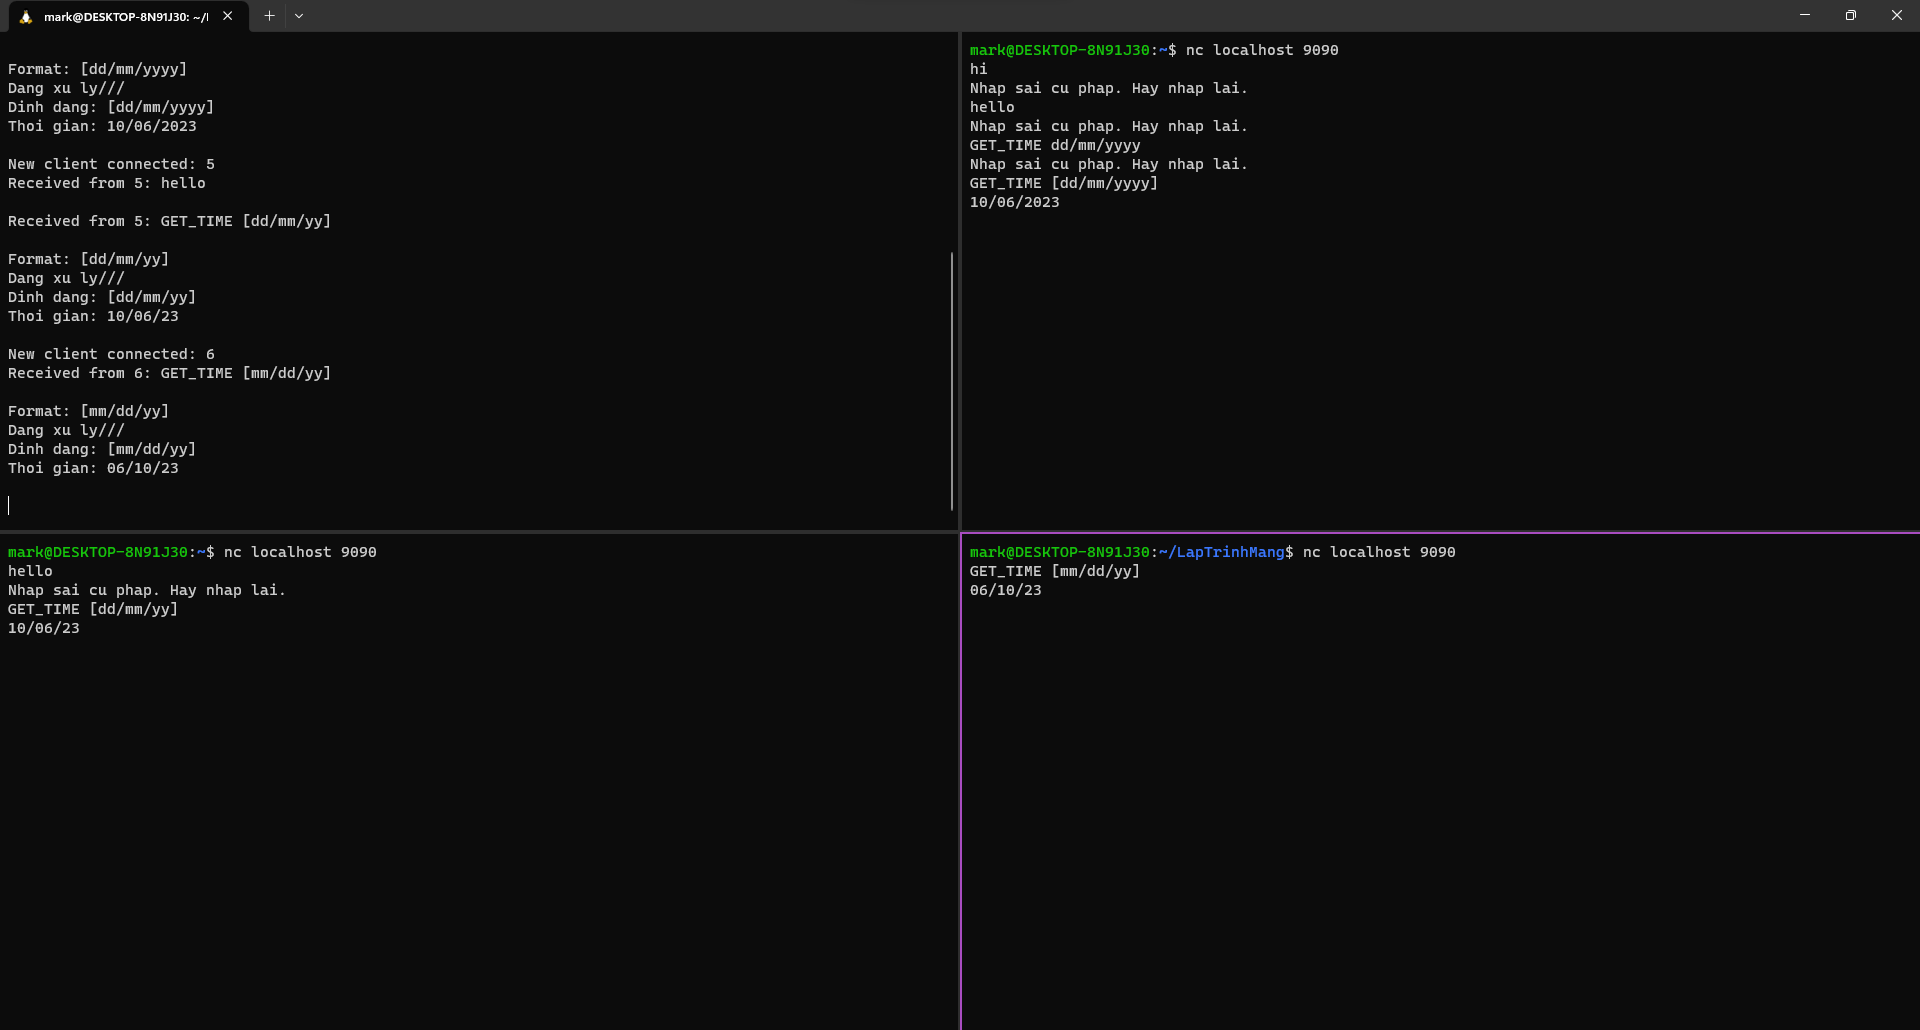 mark@DESKTOP-8N91J30: ~/
Format: [dd/mm/yyyy]
Dang xu ly///
Dinh dang: [dd/mm/yyyy]
Thoi gian: 10/06/2023
New client connected: 5
Received from 5: hello
Received from 5: GET_TIME [dd/mm/yy]
Format: [dd/mm/yy]
Dang xu ly///
Dinh dang: [dd/mm/yy]
Thoi gian: 10/06/23
New client connected: 6
Received from 6: GET_TIME [mm/dd/yy]
Format: [mm/dd/yy]
Dang xu ly///
Dinh dang: [mm/dd/yy]
Thoi gian: 06/10/23
mark@DESKTOP-8N91J30:~$ nc localhost 9090
hi
Nhap sai cu phap. Hay nhap lai.
hello
Nhap sai cu phap. Hay nhap lai.
GET_TIME dd/mm/yyyy
Nhap sai cu phap. Hay nhap lai.
GET_TIME [dd/mm/yyyy]
10/06/2023
mark@DESKTOP-8N91J30:~$ nc localhost 9090
hello
Nhap sai cu phap. Hay nhap lai.
GET_TIME [dd/mm/yy]
10/06/23
mark@DESKTOP-8N91J30:~/LapTrinhMang$ nc localhost 9090
GET_TIME [mm/dd/yy]
06/10/23